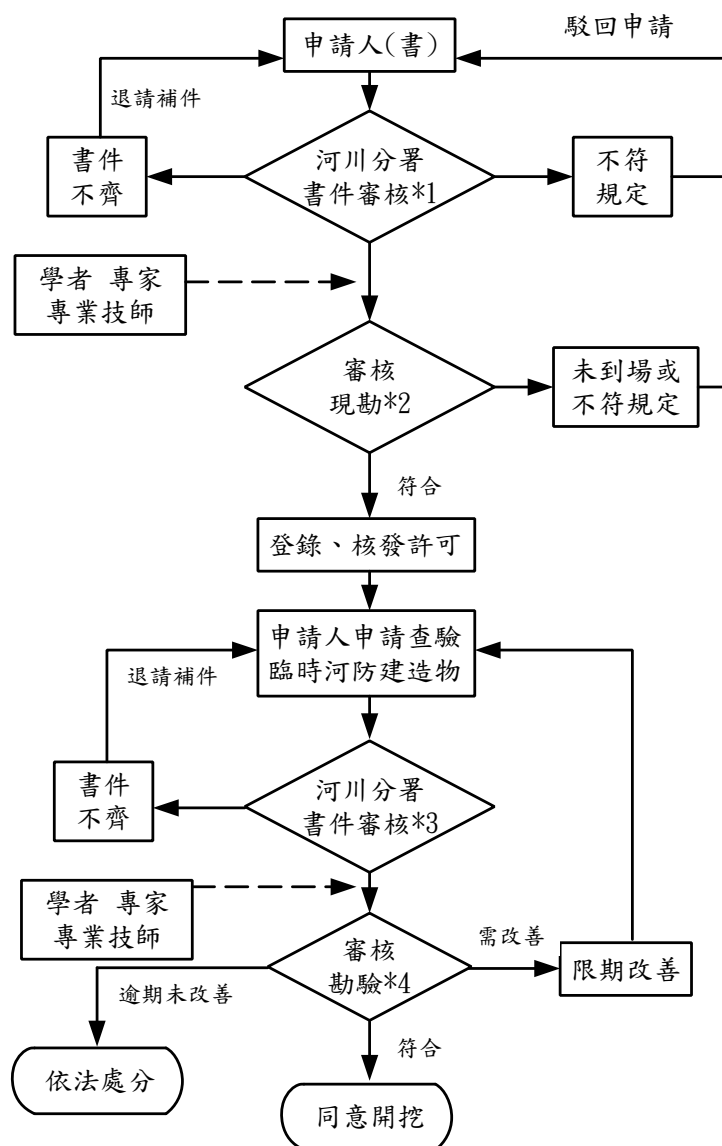 申請人(書)
駁回申請
退請補件
書件
不齊
河川分署
書件審核*1
不符
規定
學者 專家
專業技師
審核
現勘*2
未到場或
不符規定
符合
登錄、核發許可
申請人申請查驗
臨時河防建造物
退請補件
書件
不齊
河川分署
書件審核*3
學者 專家
專業技師
審核
勘驗*4
需改善
限期改善
逾期未改善
符合
依法處分
同意開挖